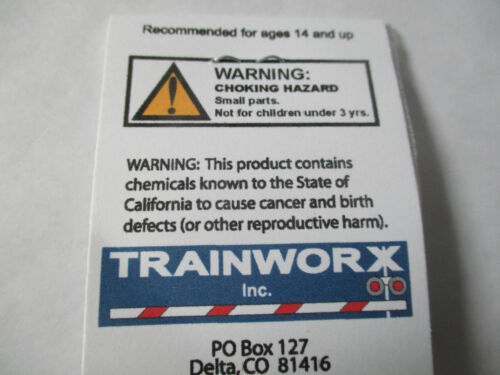 Recommended for ages 14 and up
WARNING:
CHOKING HAZARD
Small parts.
Not for children under 3 yrs.
WARNING: This product contains
chemicals known to the State of
California to cause cancer and birth
defects (or other reproductive harm).
TRAINWORX
Inc.
PO Box 127
Delta, CO 81416